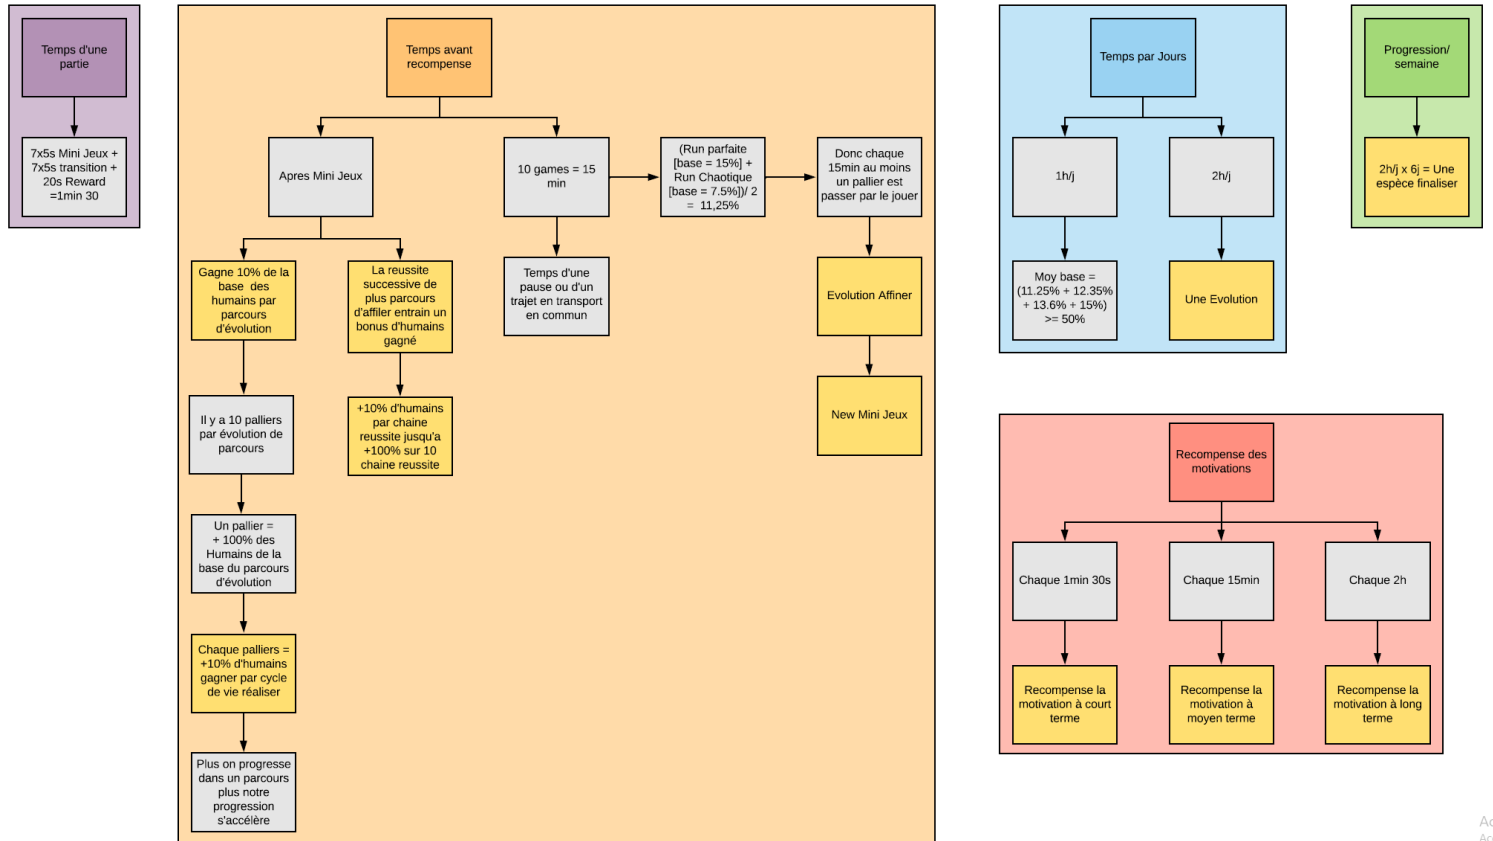 Temps d'une
partie
7x5s Mini Jeux +
7x5s transition +
20s Reward
=1min 30
Temps avant
recompense
Apres Mini Jeux
10 games = 15
min
(Run parfaite
[base = 15%] +
Run Chaotique
[base = 7.5%])/ 2
= 11,25%
Donc chaque
15min au moins
un pallier est
passer par le jouer
Gagne 10% de la
base des
humains par
parcours
d'évolution
La reussite
successive de
plus parcours
d'affiler entrain un
bonus d'humains
gagné
Temps d'une
pause ou d'un
trajet en transport
en commun
Evolution Affiner
New Mini Jeux
Il y a 10 palliers
par évolution de
parcours
+10% d'humains
par chaine
reussite jusqu'a
+100% sur 10
chaine reussite
Un pallier =
+ 100% des
Humains de la
base du parcours
d'évolution
Chaque palliers =
+10% d'humains
gagner par cycle
de vie réaliser
Plus on progresse
dans un parcours
plus notre
progression
s'accélère
Temps par Jours
1h/j
2h/j
Moy base =
(11.25% + 12.35%
+ 13.6% + 15%)
>= 50%
Une Evolution
Progression/
semaine
2h/j x 6j = Une
espèce finaliser
Recompense des
motivations
Chaque 1min 30s
Chaque 15min
Chaque 2h
Recompense la
motivation à court
terme
Recompense la
motivation à
moyen terme
Recompense la
motivation à long
terme